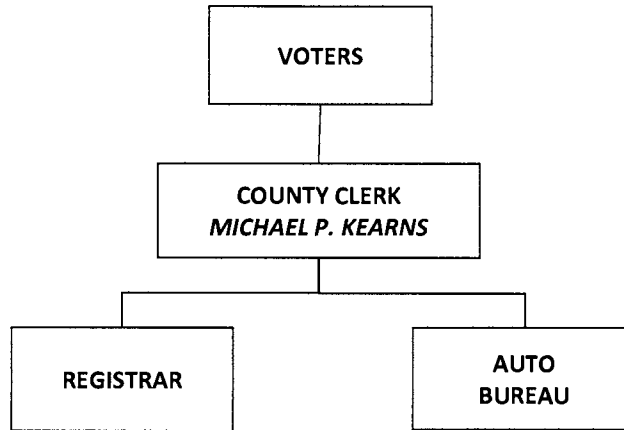 VOTERS
COUNTY CLERK
MICHAEL P. KEARNS
REGISTRAR
AUTO
BUREAU